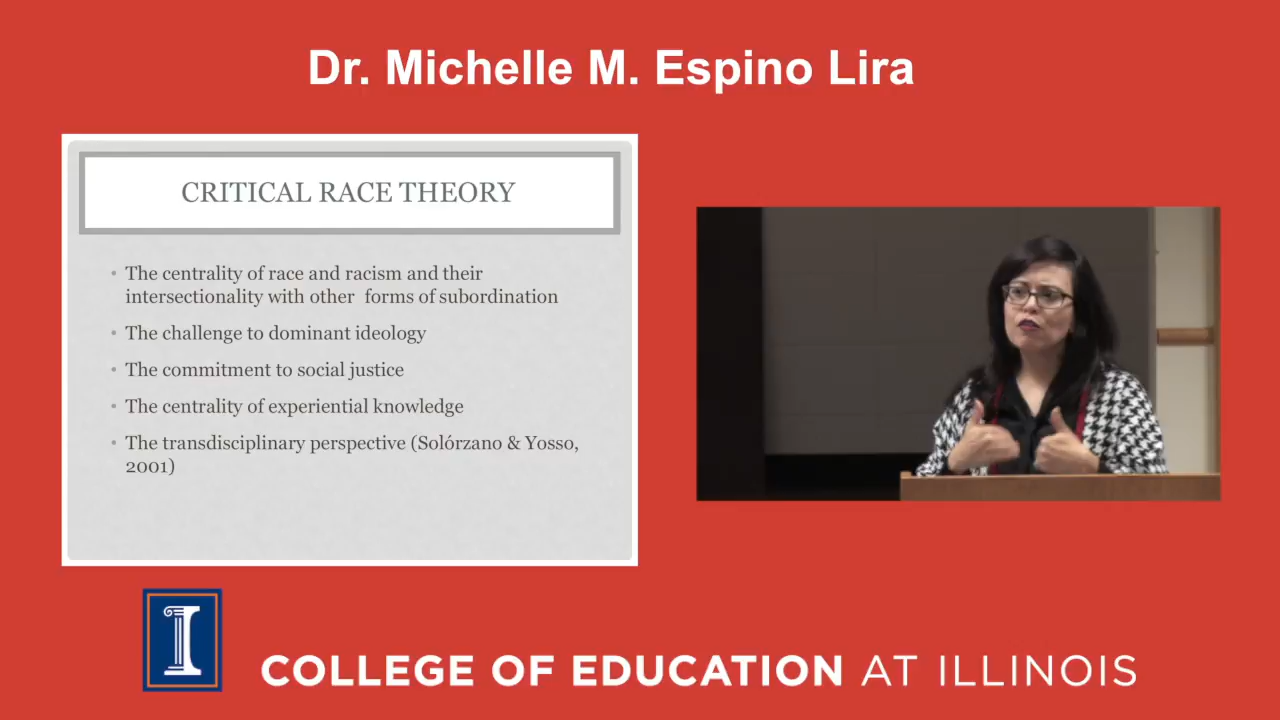 Dr. Michelle M. Espino Lira
CRITICAL RACE THEORY
• The centrality of race and racism and their
intersectionality with other forms of subordination
• The challenge to dominant ideology
• The commitment to social justice
• The centrality of experiential knowledge
• The transdisciplinary perspective (Solórzano & Yosso,
2001)
I
COLLEGE OF EDUCATION AT ILLINOIS